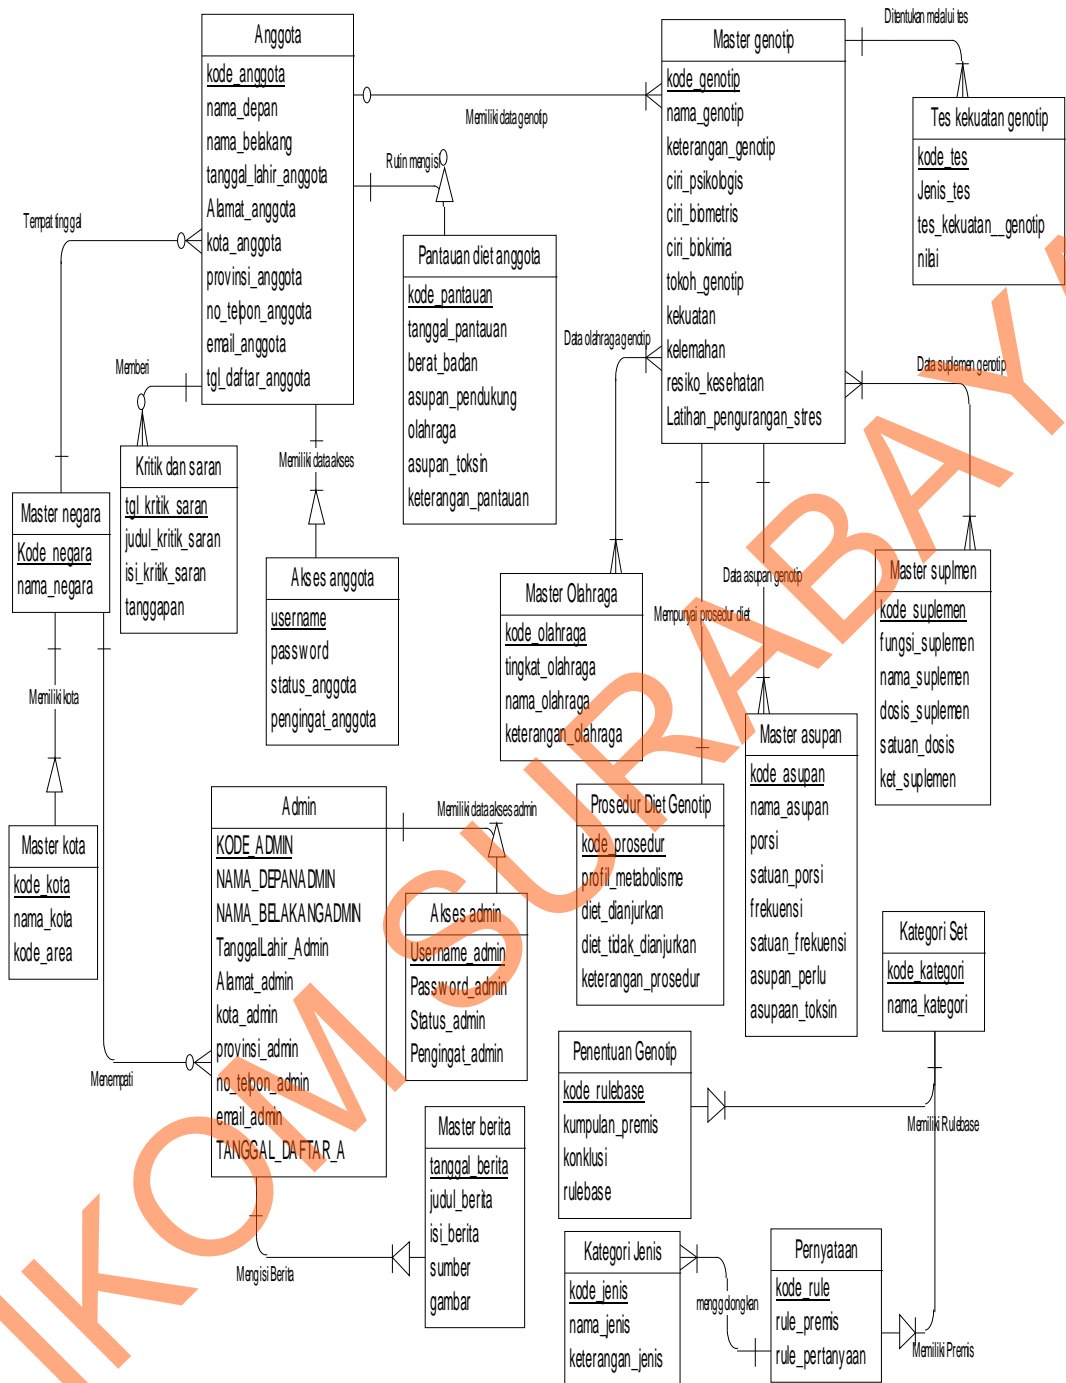 Anggota
kode_anggota
nama_depan
nama_belakang
tanggal_lahir_anggota
Alamat_anggota
kota_anggota
provinsi_anggota
no_telpon_anggota
email_anggota
tgl_daftar_anggota
Master genotip
kode_genotip
nama_genotip
keterangan_genotip
ciri_psikologis
ciri_biometris
ciri_biokimia
tokoh_genotip
kekuatan
kelemahan
resiko_kesehatan
Latihan_pengurangan_stres
Ditentukan melalui tes
Tes kekuatan genotip
kode_tes
Jenis_tes
tes_kekuatan__genotip
nilai
Memiliki data genotip
Rutin mengisi
Pantauan diet anggota
kode_pantauan
tanggal_pantauan
berat_badan
asupan_pendukung
olahraga
asupan_toksin
keterangan_pantauan
Tempat tinggal
Memberi
Kritik dan saran
tgl_kritik_saran
judul_kritik_saran
isi_kritik_saran
tanggapan
Memiliki data akses
Akses anggota
username
password
status_anggota
pengingat_anggota
Master negara
Kode_negara
nama_negara
Memiliki kota
Master kota
kode_kota
nama_kota
kode_area
Menempati
Data olahraga genotip
Master Olahraga
kode_olahraga
tingkat_olahraga
nama_olahraga
keterangan_olahraga
Data suplemen genotip
Master suplmen
kode_suplemen
fungsi_suplemen
nama_suplemen
dosis_suplemen
satuan_dosis
ket_suplemen
Data asupan genotip
Master asupan
kode_asupan
nama_asupan
porsi
satuan_porsi
frekuensi
satuan_frekuensi
asupan_perlu
asupaan_toksin
Mempunyai prosedur diet
Prosedur Diet Genotip
kode_prosedur
profil_metabolisme
diet_dianjurkan
diet_tidak_dianjurkan
keterangan_prosedur
Admin
KODE_ADMIN
NAMA_DEPANADMIN
NAMA_BELAKANGADMIN
TanggalLahir_Admin
Alamat_admin
kota_admin
provinsi_admin
no_telpon_admin
email_admin
TANGGAL_DAFTAR_A
Memiliki data akses admin
Akses admin
Username_admin
Password_admin
Status_admin
Pengingat_admin
Mengisi Berita
Master berita
tanggal_berita
judul_berita
isi_berita
sumber
gambar
Kategori Set
kode_kategori
nama_kategori
Memiliki Rulebase
Penentuan Genotip
kode_rulebase
kumpulan_premis
konklusi
rulebase
Kategori Jenis
kode_jenis
nama_jenis
keterangan_jenis
menggolongkan
Pernyataan
kode_rule
rule_premis
rule_pertanyaan
Memiliki Premis
IKOM SURABAYA